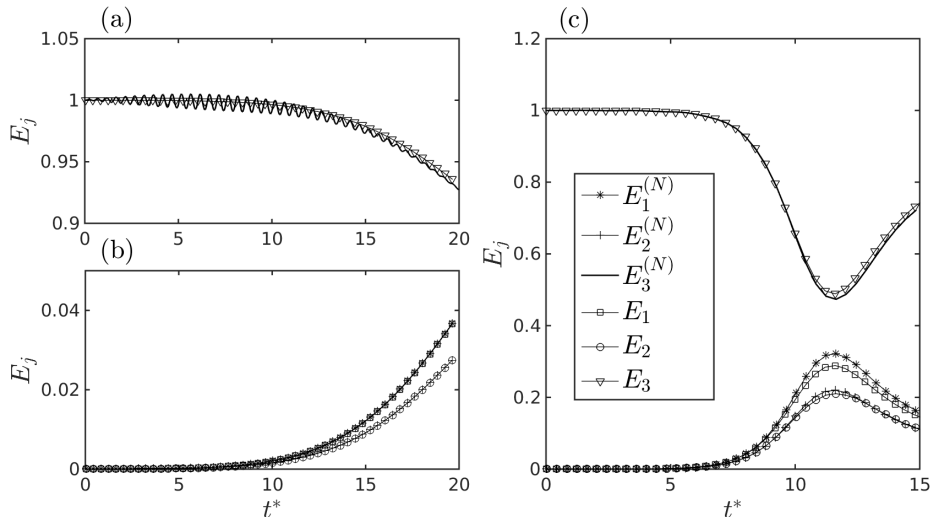 (a)
1.05
1
0.95
0.9
E_j
0 5 10 15 20
(b)
0.04
0.02
0
E_j
0 5 10 15 20
t*
(c)
1.2
1
0.8
0.6
0.4
0.2
0
E_j
E_1^{(N)}
E_2^{(N)}
E_3^{(N)}
E_1
E_2
E_3
0 5 10 15
t*